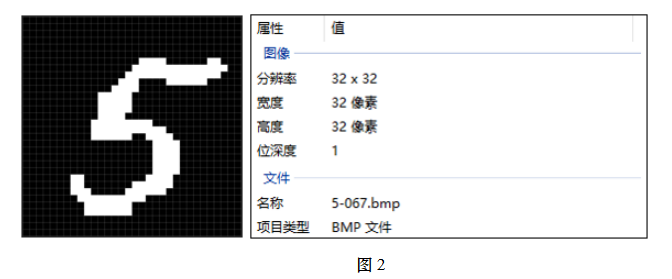 5
属性 值
图像
分辨率 32 x 32
宽度 32 像素
高度 32 像素
位深度 1
文件
名称 5-067.bmp
项目类型 BMP 文件
图 2